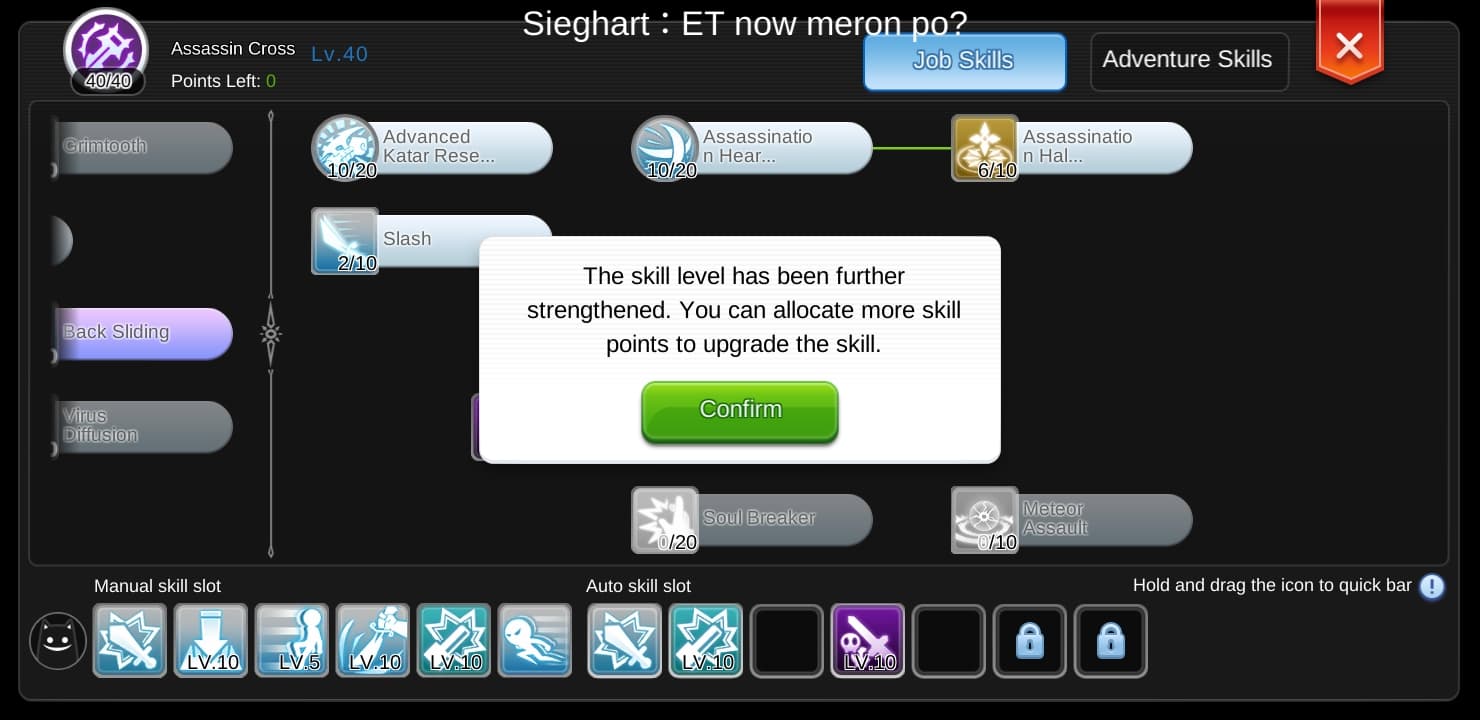 Sieghart : ET now meron po?
Assassin Cross Lv.40
40/40
Points Left: 0
Job Skills
Adventure Skills
Grimtooth
Advanced
Katar Rese...
10/20
Assassinatio
n Hear...
10/20
Assassinatio
n Hal...
6/10
Slash
2/10
The skill level has been further
strengthened. You can allocate more skill
points to upgrade the skill.
Confirm
Back Sliding
Virus
Diffusion
Soul Breaker
0/20
Meteor
Assault
0/10
Manual skill slot
Auto skill slot
Hold and drag the icon to quick bar
LV.10
LV.5
LV.10
LV.10
LV.10
LV.10